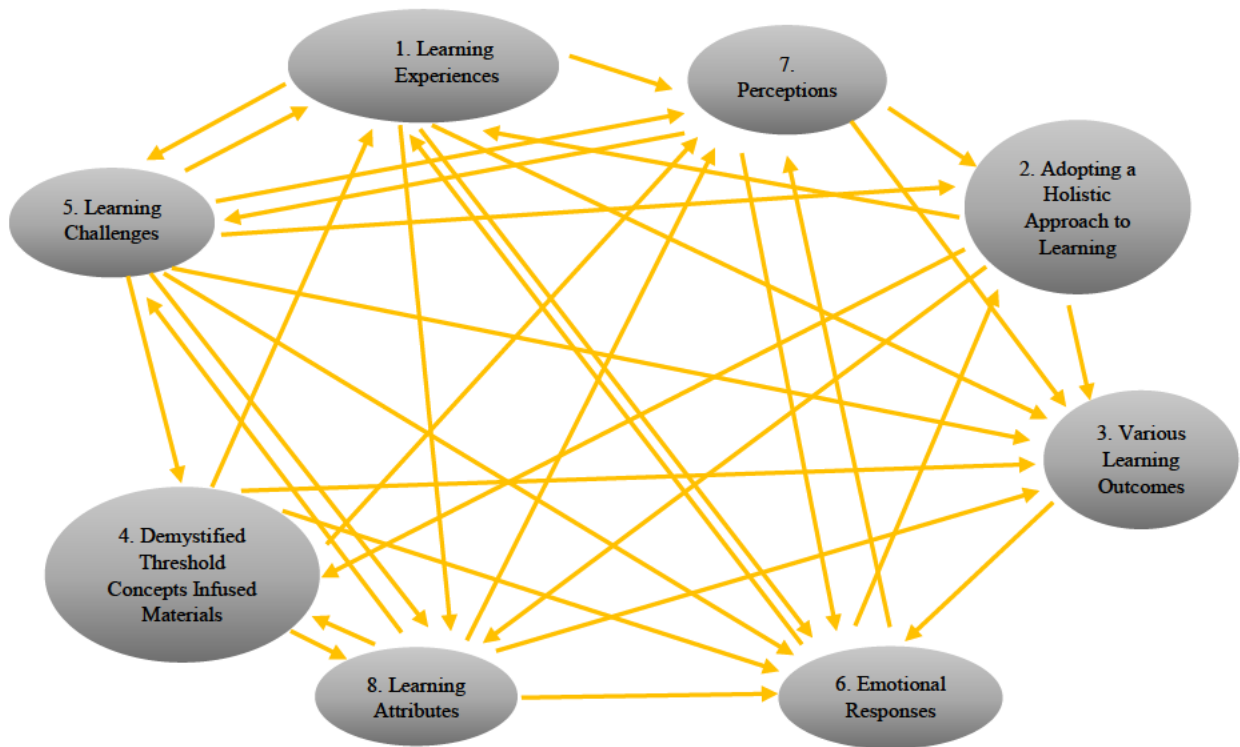 1. Learning
Experiences
7.
Perceptions
2. Adopting a
Holistic
Approach to
Learning
5. Learning
Challenges
3. Various
Learning
Outcomes
4. Demystified
Threshold
Concepts Infused
Materials
8. Learning
Attributes
6. Emotional
Responses